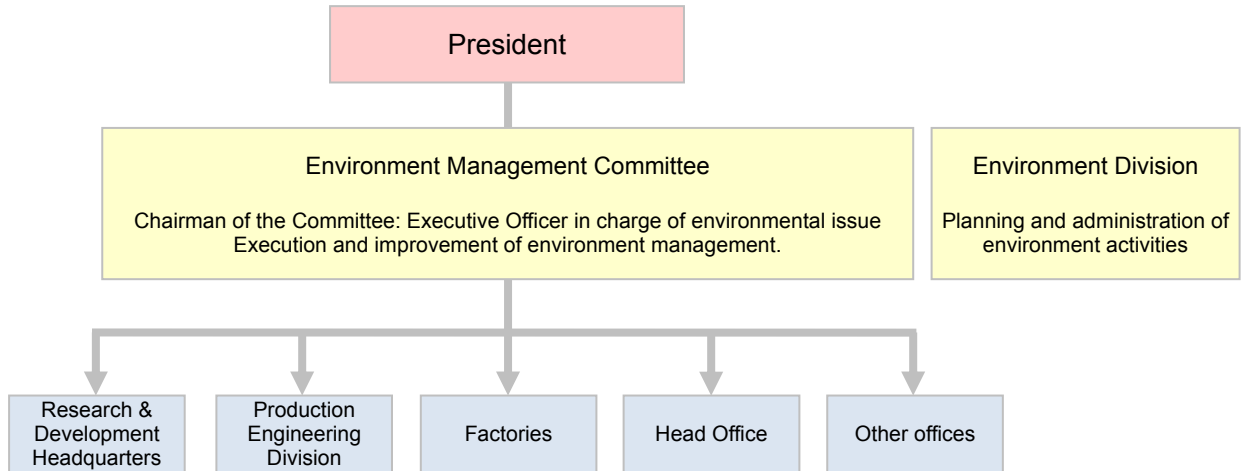 President
Environment Management Committee
Chairman of the Committee: Executive Officer in charge of environmental issue
Execution and improvement of environment management.
Environment Division
Planning and administration of
environment activities
Research &
Development
Headquarters
Production
Engineering
Division
Factories
Head Office
Other offices